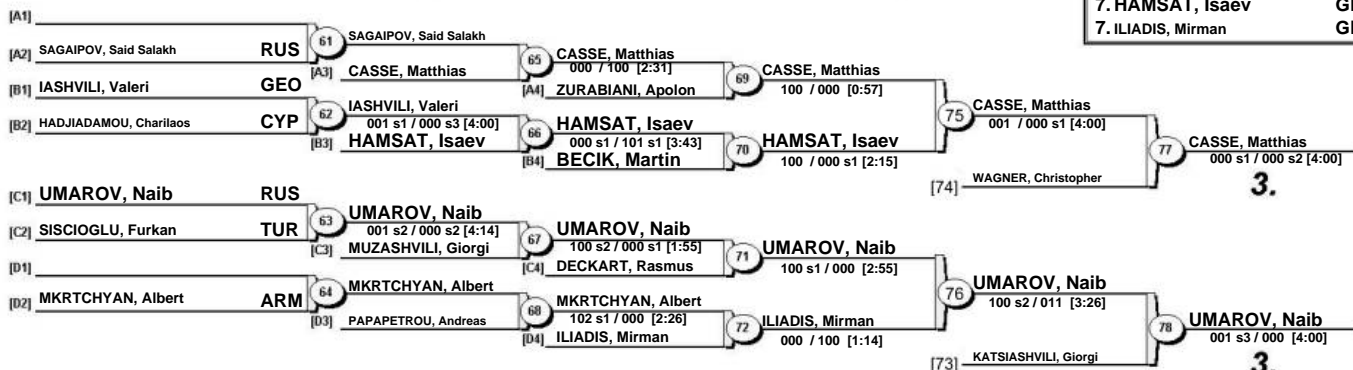 7. HAMSAT, Isaev
7. ILIADIS, Mirman
[A1]
61
SAGAIPOV, Said Salakh
[A2] SAGAIPOV, Said Salakh RUS
65
CASSE, Matthias
000 / 100 [2:31]
[A3] CASSE, Matthias
69
CASSE, Matthias
100 / 000 [0:57]
[A4] ZURABIANI, Apolon
[B1] IASHVILI, Valeri GEO
62
IASHVILI, Valeri
001 s1 / 000 s3 [4:00]
[B2] HADJIADAMOU, Charilaos CYP
66
HAMSAT, Isaev
000 s1 / 101 s1 [3:43]
[B3] HAMSAT, Isaev
70
HAMSAT, Isaev
100 / 000 s1 [2:15]
[B4] BECIK, Martin
75
CASSE, Matthias
001 / 000 s1 [4:00]
77
CASSE, Matthias
000 s1 / 000 s2 [4:00]
3.
[74] WAGNER, Christopher
[C1] UMAROV, Naib RUS
63
UMAROV, Naib
001 s2 / 000 s2 [4:14]
[C2] SISCIOGLU, Furkan TUR
67
UMAROV, Naib
100 s2 / 000 s1 [1:55]
[C3] MUZASHVILI, Giorgi
71
UMAROV, Naib
100 s1 / 000 [2:55]
[C4] DECKART, Rasmus
[D1]
64
MKRTCHYAN, Albert
[D2] MKRTCHYAN, Albert ARM
68
MKRTCHYAN, Albert
102 s1 / 000 [2:26]
[D3] PAPAPETROU, Andreas
72
ILIADIS, Mirman
000 / 100 [1:14]
[D4] ILIADIS, Mirman
76
UMAROV, Naib
100 s2 / 011 [3:26]
78
UMAROV, Naib
001 s3 / 000 [4:00]
3.
[73] KATSIASHVILI, Giorgi